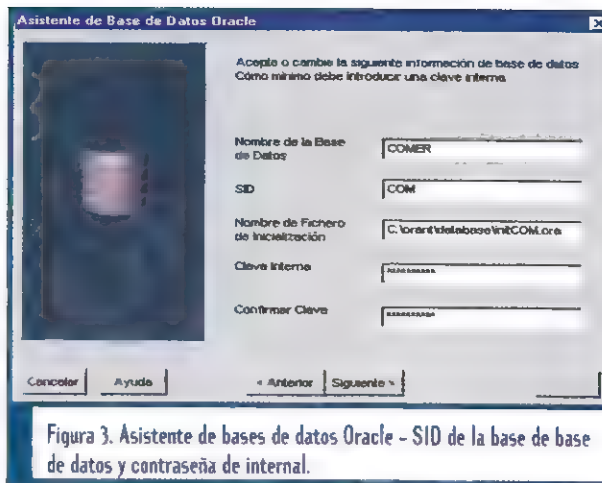 Asistente de Base de Datos Oracle
Acepte o cambie la siguiente información de base de datos
Cómo mínimo debe introducir una clave interna
Nombre de la Base
de Datos
COMER
SID
COM
Nombre de Fichero
de Inicialización
C:\orant\database\initCOM.ora
Clave Interna
**********
Confirmar Clave
**********
Cancelar
Ayuda
< Anterior
Siguiente >
Figura 3. Asistente de bases de datos Oracle - SID de la base de base
de datos y contraseña de internal.